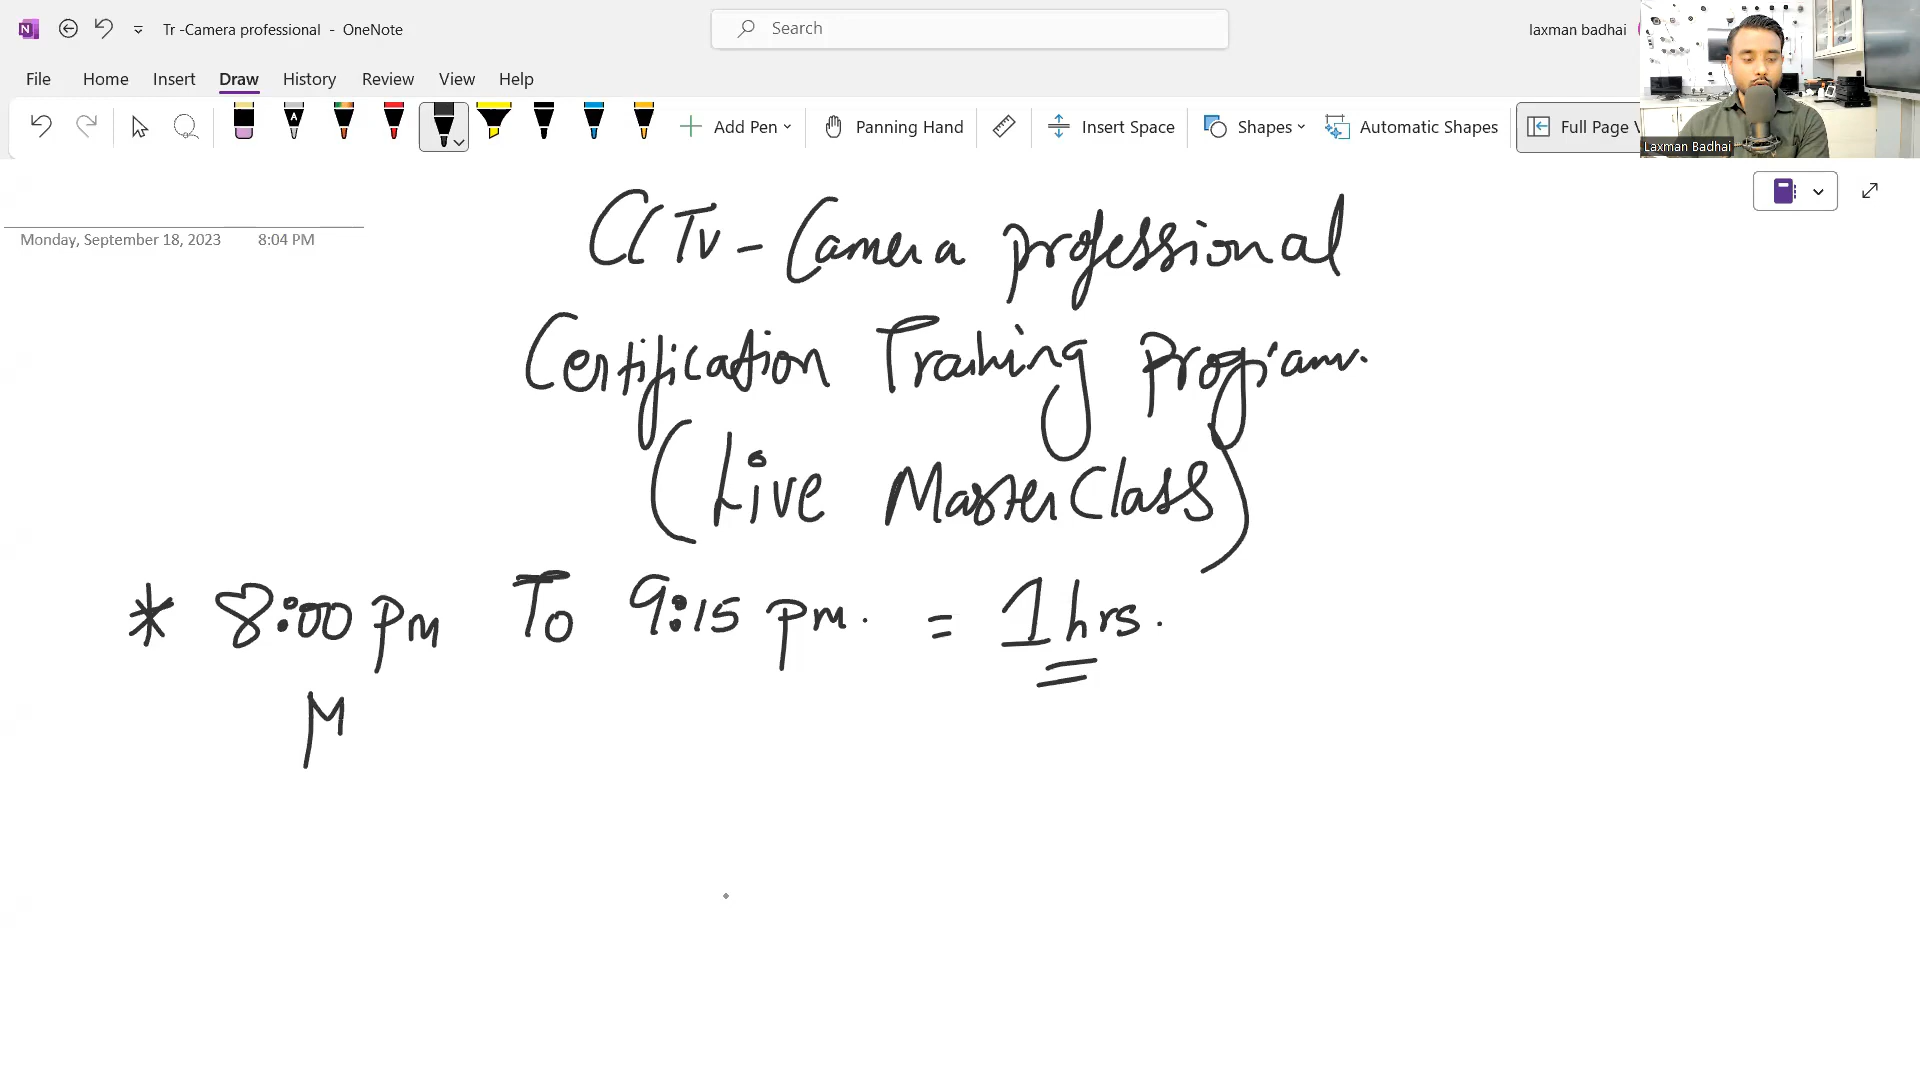 Tr -Camera professional - OneNote
Search
laxman badhai
File Home Insert Draw History Review View Help
A
Add Pen Panning Hand Insert Space Shapes Automatic Shapes Full Page V
Laxman Badhai
Monday, September 18, 2023 8:04 PM
CCTv - Camera professional
Certification Training Program.
(Live MasterClass)
* 8:00 pm To 9:15 pm. = 1 hrs.
M